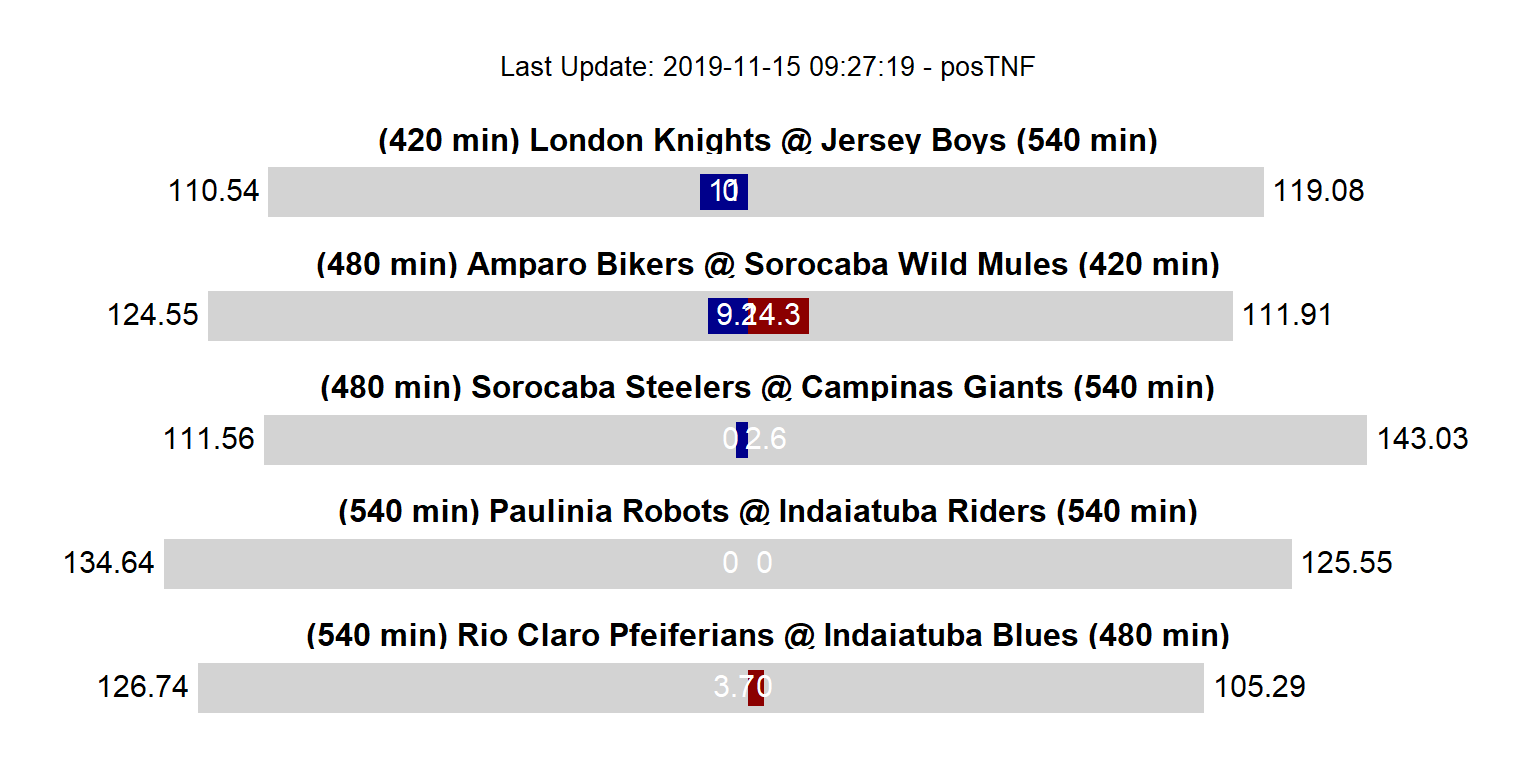 Last Update: 2019-11-15 09:27:19 - posTNF
(420 min) London Knights @ Jersey Boys (540 min)
110.54 119.08
(480 min) Amparo Bikers @ Sorocaba Wild Mules (420 min)
124.55 9.2 14.3 111.91
(480 min) Sorocaba Steelers @ Campinas Giants (540 min)
111.56 0 2.6 143.03
(540 min) Paulinia Robots @ Indaiatuba Riders (540 min)
134.64 0 0 125.55
(540 min) Rio Claro Pfeiferians @ Indaiatuba Blues (480 min)
126.74 3.7 0 105.29